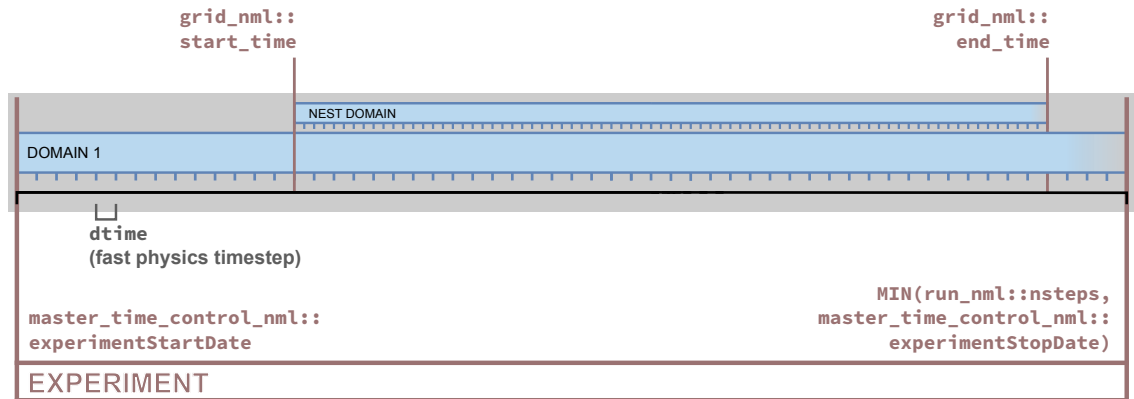 grid_nml::
start_time
grid_nml::
end_time
NEST DOMAIN
DOMAIN 1
dtime
(fast physics timestep)
master_time_control_nml::
experimentStartDate
MIN(run_nml::nsteps,
master_time_control_nml::
experimentStopDate)
EXPERIMENT